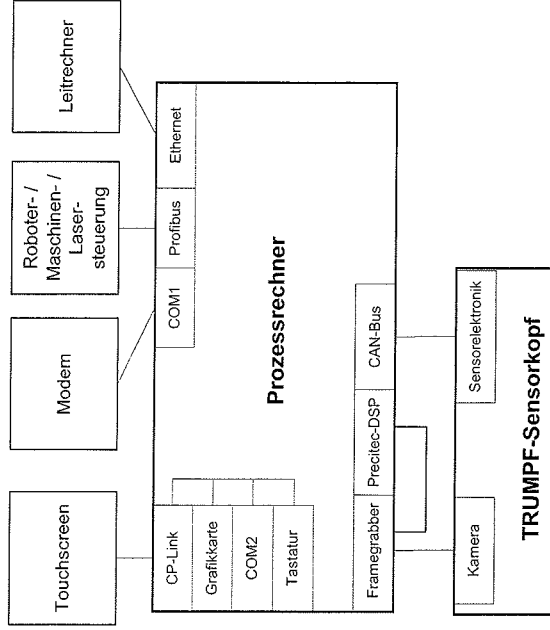 Touchscreen
Modem
Roboter- /
Maschinen- /
Laser-
steuerung
Leitrechner
CP-Link
Grafikkarte
COM2
Tastatur
COM1
Profibus
Ethernet
Prozessrechner
Framegrabber
Precitec-DSP
CAN-Bus
Kamera
Sensorelektronik
TRUMPF-Sensorkopf